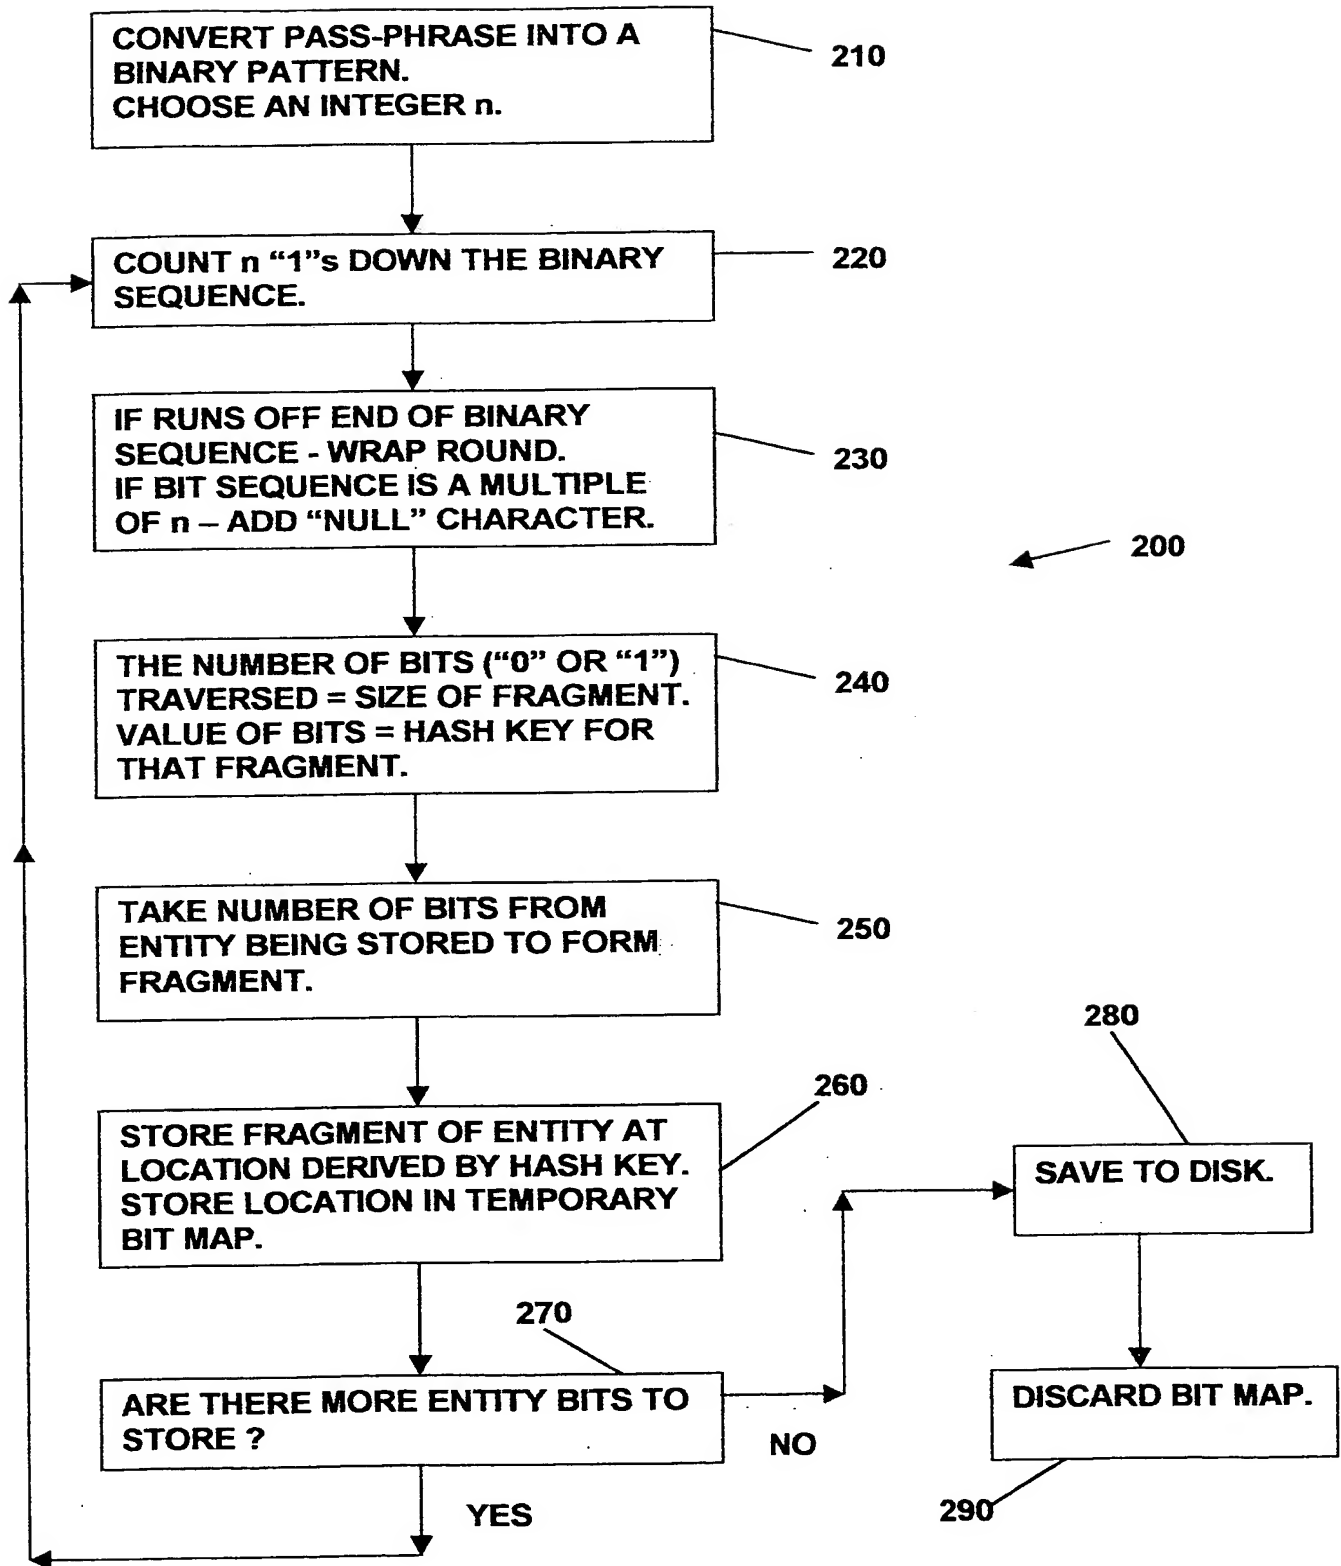 CONVERT PASS-PHRASE INTO A
BINARY PATTERN.
CHOOSE AN INTEGER n.
210
COUNT n “1”s DOWN THE BINARY
SEQUENCE.
220
IF RUNS OFF END OF BINARY
SEQUENCE - WRAP ROUND.
IF BIT SEQUENCE IS A MULTIPLE
OF n – ADD “NULL” CHARACTER.
230
200
THE NUMBER OF BITS (“0” OR “1”)
TRAVERSED = SIZE OF FRAGMENT.
VALUE OF BITS = HASH KEY FOR
THAT FRAGMENT.
240
TAKE NUMBER OF BITS FROM
ENTITY BEING STORED TO FORM
FRAGMENT.
250
STORE FRAGMENT OF ENTITY AT
LOCATION DERIVED BY HASH KEY.
STORE LOCATION IN TEMPORARY
BIT MAP.
260
280
SAVE TO DISK.
270
ARE THERE MORE ENTITY BITS TO
STORE ?
NO
YES
DISCARD BIT MAP.
290